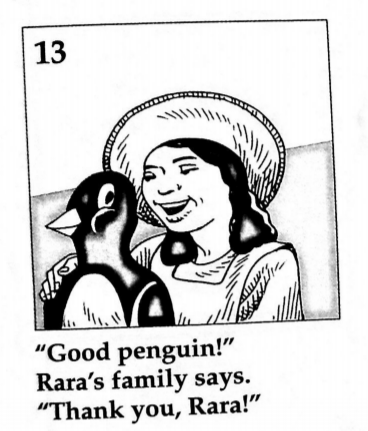 13
“Good penguin!”
Rara’s family says.
“Thank you, Rara!”